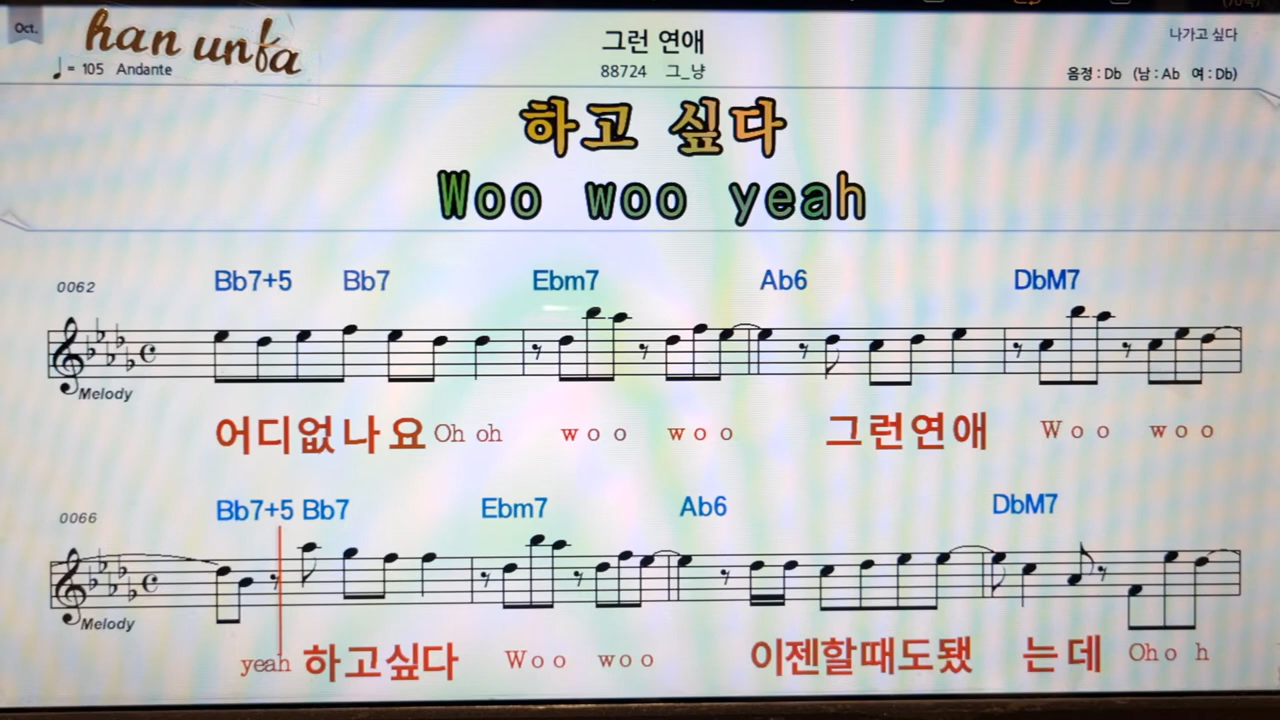 Oct.
han unfa
♩= 105 Andante
그런 연애
88724 그_냥
나가고 싶다
음정 : Db (남 : Ab 여 : Db)
하고 싶다
Woo woo yeah
0062
Bb7+5 Bb7 Ebm7 Ab6 DbM7
Melody
어디없나요 Oh oh woo woo 그런연애 Woo woo
0066
Bb7+5 Bb7 Ebm7 Ab6 DbM7
Melody
yeah 하고싶다 Woo woo 이젠할때도됐 는데 Oh o h